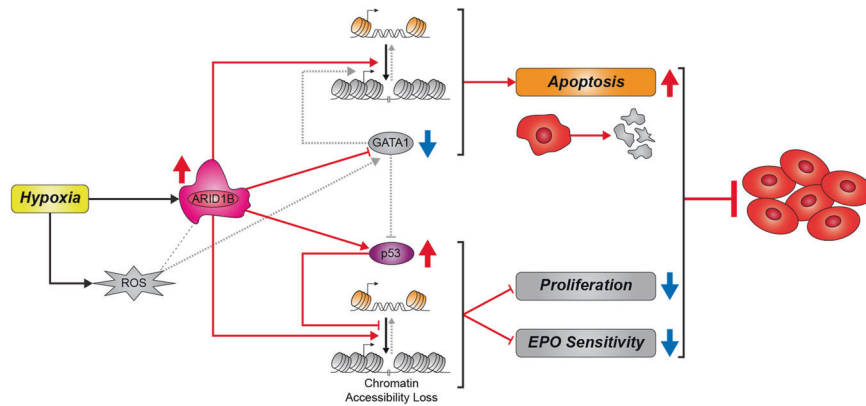 Apoptosis
GATA1
Hypoxia
ARID1B
p53
ROS
Proliferation
EPO Sensitivity
Chromatin
Accessibility Loss